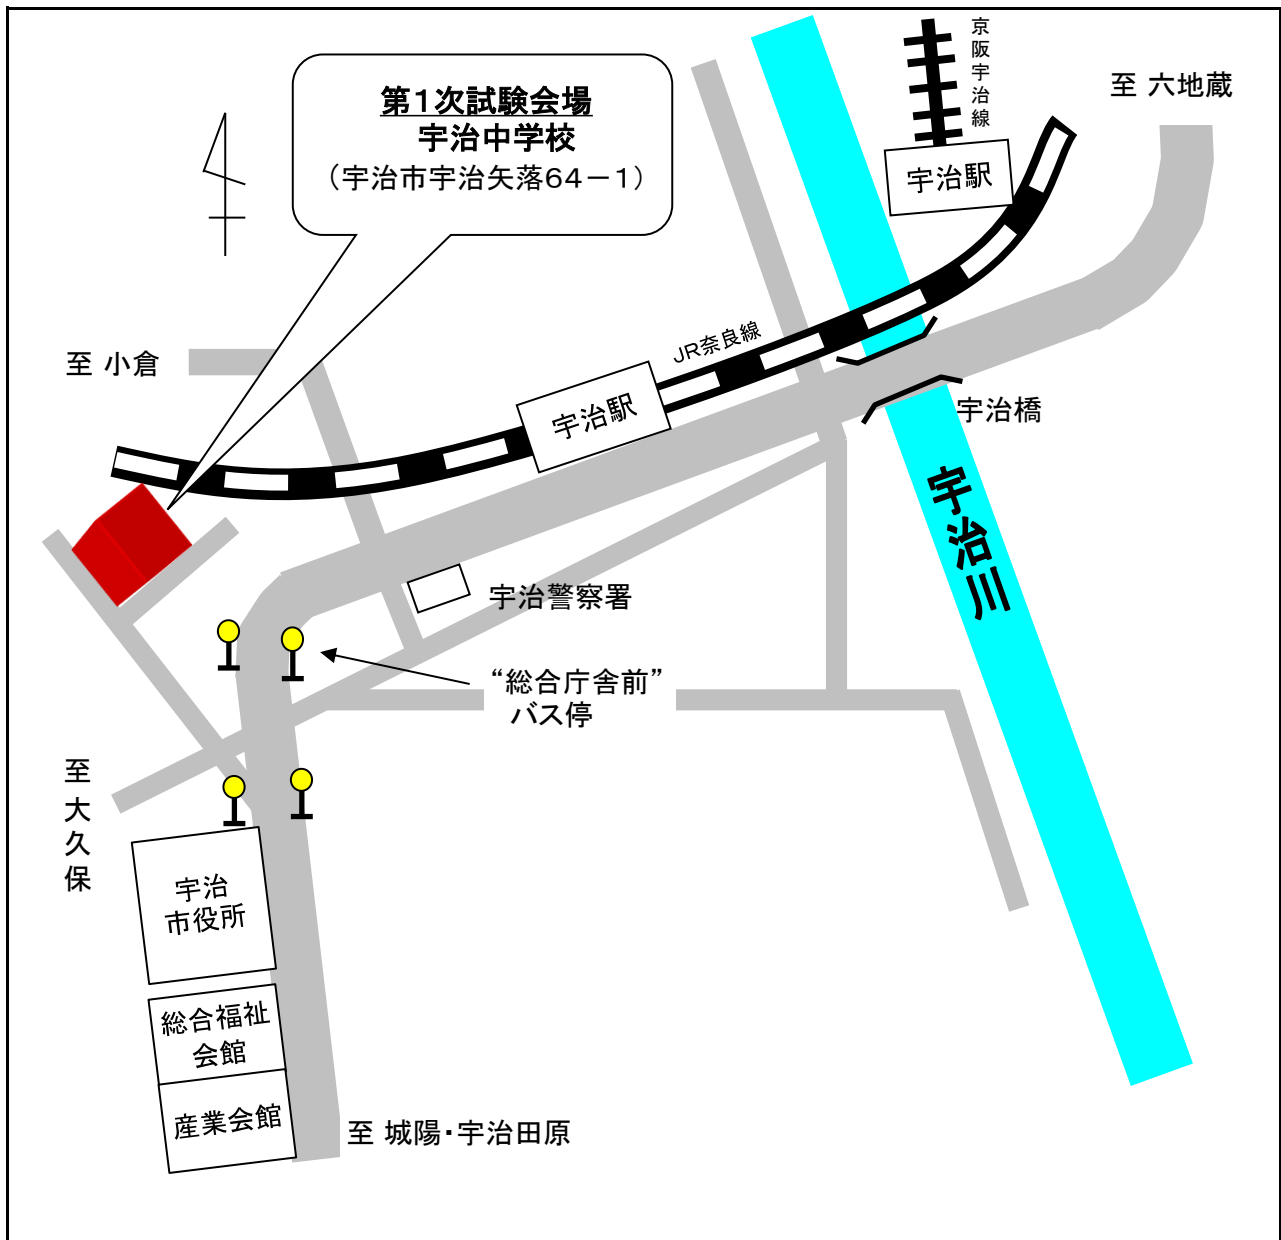 第1次試験会場
宇治中学校
(宇治市宇治矢落64－1)
京阪宇治線
至 六地蔵
宇治駅
JR奈良線
至 小倉
宇治駅
宇治橋
宇治川
宇治警察署
“総合庁舎前”
バス停
至 大久保
宇治
市役所
総合福祉
会館
産業会館
至 城陽・宇治田原